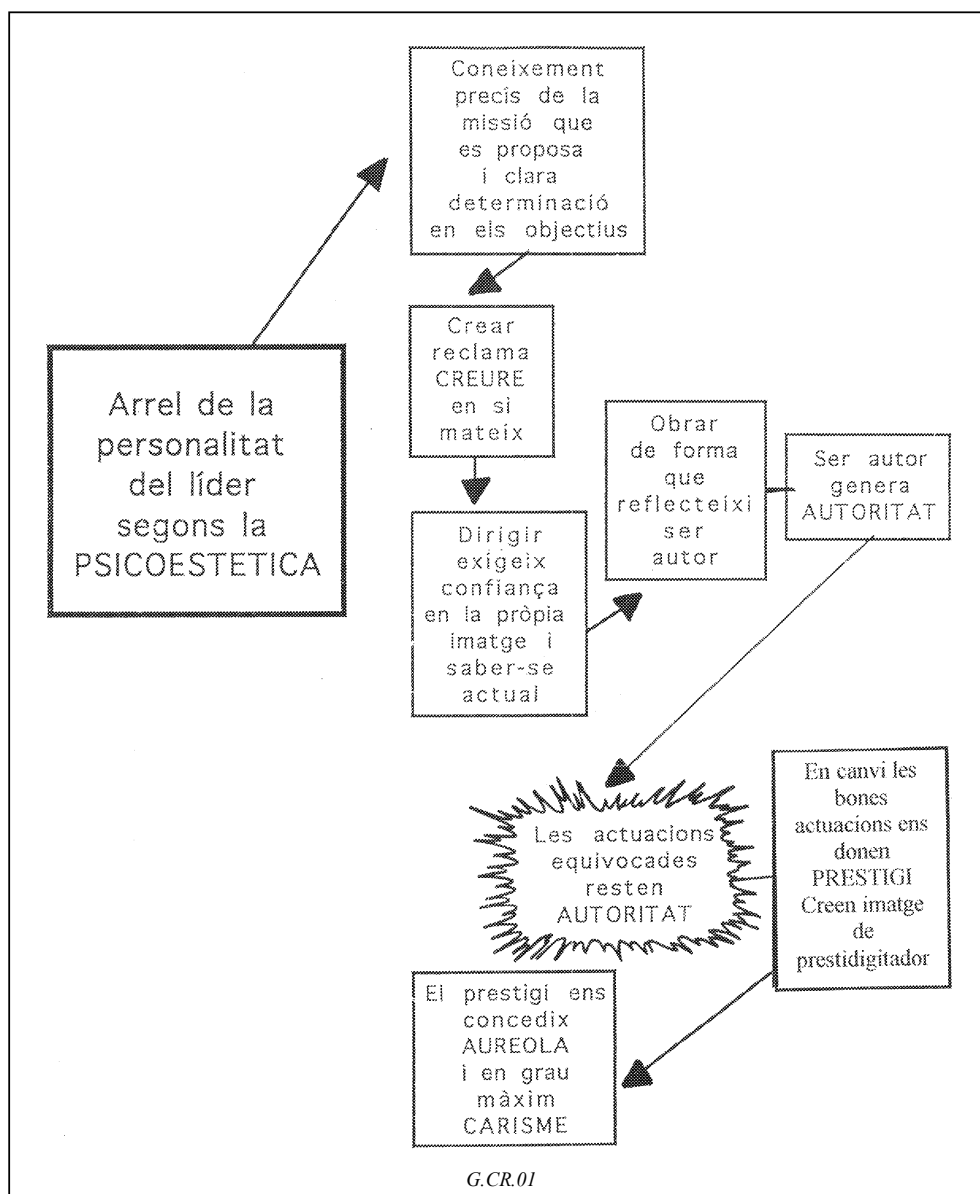 Coneixement
precís de la
missió que
es proposa
i clara
determinació
en els objectius
Crear
reclama
CREURE
en si
mateix
Arrel de la
personalitat
del líder
segons la
PSICOESTETICA
Dirigir
exigeix
confiança
en la pròpia
imatge i
saber-se
actual
Obrar
de forma
que
reflecteixi
ser
autor
Ser autor
genera
AUTORITAT
Les actuacions
equivocades
resten
AUTORITAT
En canvi les
bones
actuacions ens
donen
PRESTIGI
Creen imatge
de
prestidigitador
El prestigi ens
concedix
AUREOLA
i en grau
màxim
CARISME
G.CR.01